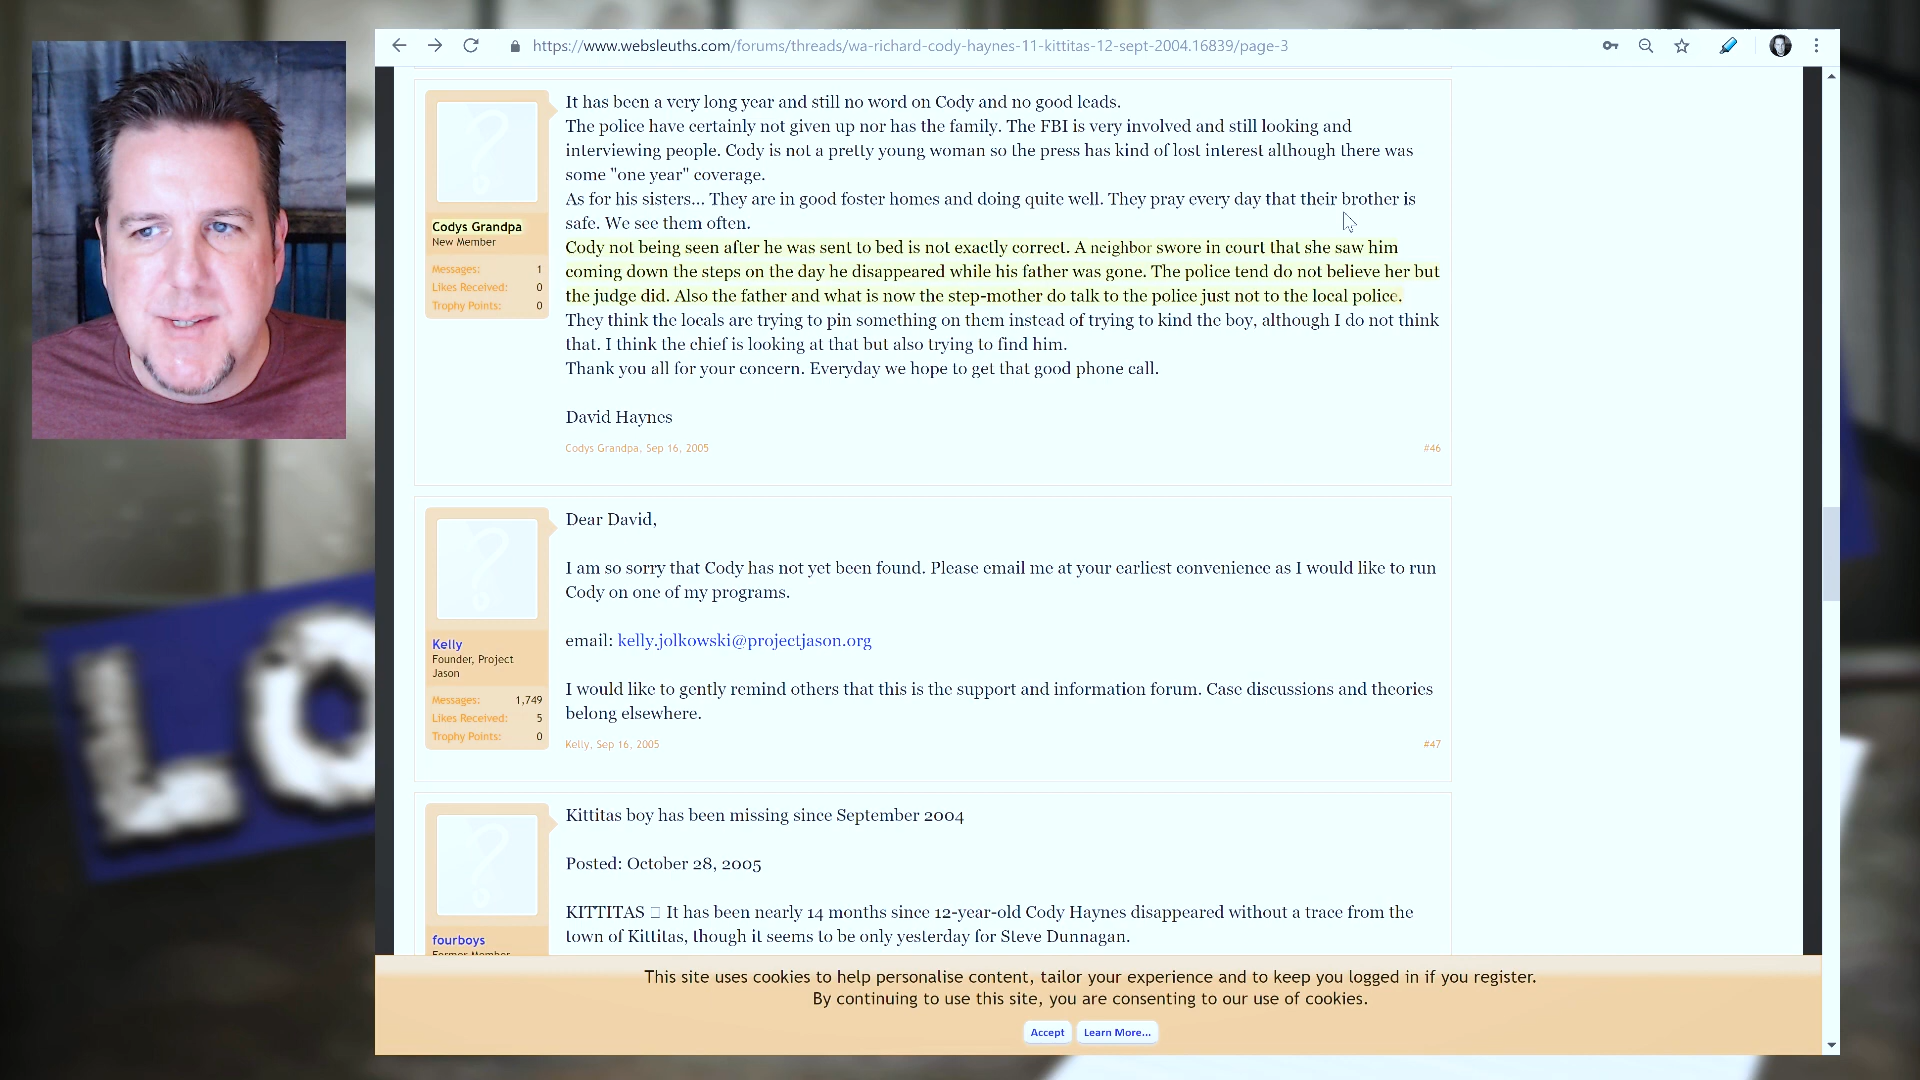 https://www.websleuths.com/forums/threads/wa-richard-cody-haynes-11-kittitas-12-sept-2004.16839/page-3
It has been a very long year and still no word on Cody and no good leads.
The police have certainly not given up nor has the family. The FBI is very involved and still looking and
interviewing people. Cody is not a pretty young woman so the press has kind of lost interest although there was
some "one year" coverage.
As for his sisters... They are in good foster homes and doing quite well. They pray every day that their brother is
safe. We see them often.
Cody not being seen after he was sent to bed is not exactly correct. A neighbor swore in court that she saw him
coming down the steps on the day he disappeared while his father was gone. The police tend do not believe her but
the judge did. Also the father and what is now the step-mother do talk to the police just not to the local police.
They think the locals are trying to pin something on them instead of trying to kind the boy, although I do not think
that. I think the chief is looking at that but also trying to find him.
Thank you all for your concern. Everyday we hope to get that good phone call.
David Haynes
Codys Grandpa, Sep 16, 2005
#46
Codys Grandpa
New Member
Messages: 1
Likes Received: 0
Trophy Points: 0
Dear David,
I am so sorry that Cody has not yet been found. Please email me at your earliest convenience as I would like to run
Cody on one of my programs.
email: kelly.jolkowski@projectjason.org
I would like to gently remind others that this is the support and information forum. Case discussions and theories
belong elsewhere.
Kelly, Sep 16, 2005
#47
Kelly
Founder, Project
Jason
Messages: 1,749
Likes Received: 5
Trophy Points: 0
Kittitas boy has been missing since September 2004
Posted: October 28, 2005
KITTITAS □ It has been nearly 14 months since 12-year-old Cody Haynes disappeared without a trace from the
town of Kittitas, though it seems to be only yesterday for Steve Dunnagan.
fourboys
Former Member
This site uses cookies to help personalise content, tailor your experience and to keep you logged in if you register.
By continuing to use this site, you are consenting to our use of cookies.
Accept
Learn More...
LO